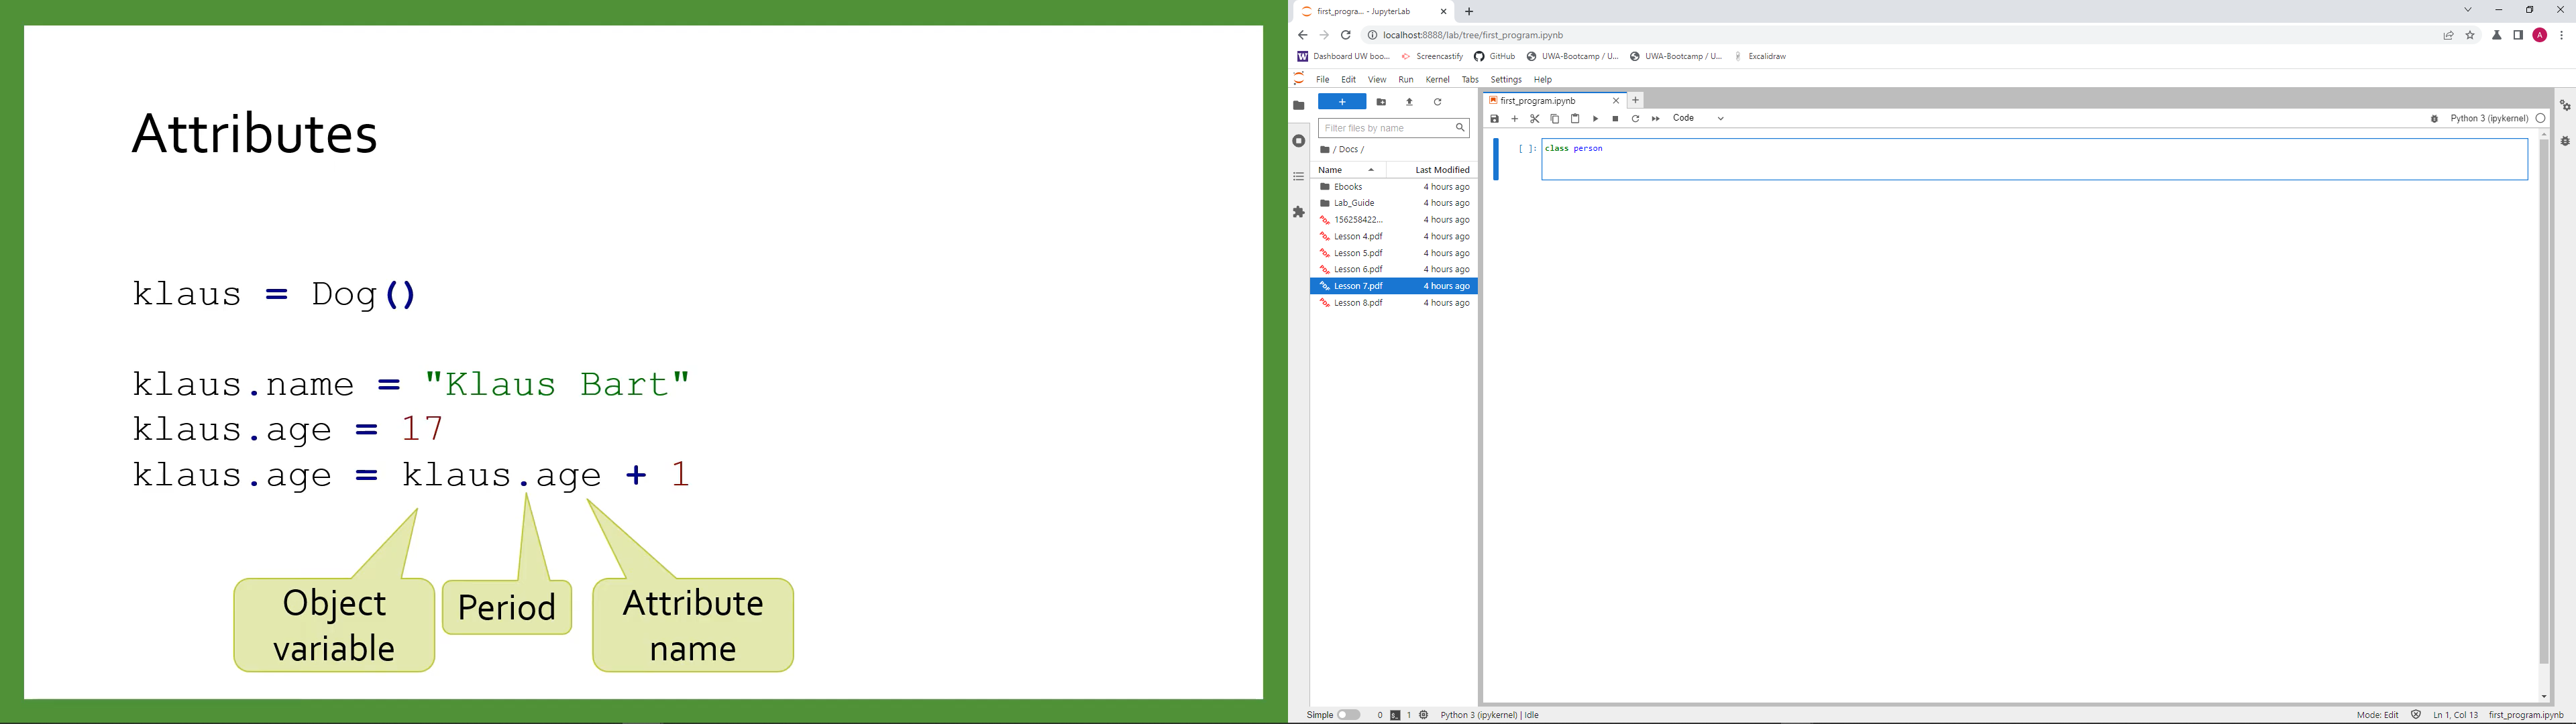 Attributes
klaus = Dog()
klaus.name = "Klaus Bart"
klaus.age = 17
klaus.age = klaus.age + 1
Object variable
Period
Attribute name
first_progra... - JupyterLab
localhost:8888/lab/tree/first_program.ipynb
A
Dashboard UW boo... Screencastify GitHub UWA-Bootcamp / U... UWA-Bootcamp / U... Excalidraw
File Edit View Run Kernel Tabs Settings Help
Filter files by name
/ Docs /
Name Last Modified
Ebooks 4 hours ago
Lab_Guide 4 hours ago
156258422... 4 hours ago
Lesson 4.pdf 4 hours ago
Lesson 5.pdf 4 hours ago
Lesson 6.pdf 4 hours ago
Lesson 7.pdf 4 hours ago
Lesson 8.pdf 4 hours ago
first_program.ipynb
Code
Python 3 (ipykernel)
[ ]: class person
Simple 0 1 Python 3 (ipykernel) | Idle
Mode: Edit Ln 1, Col 13 first_program.ipynb